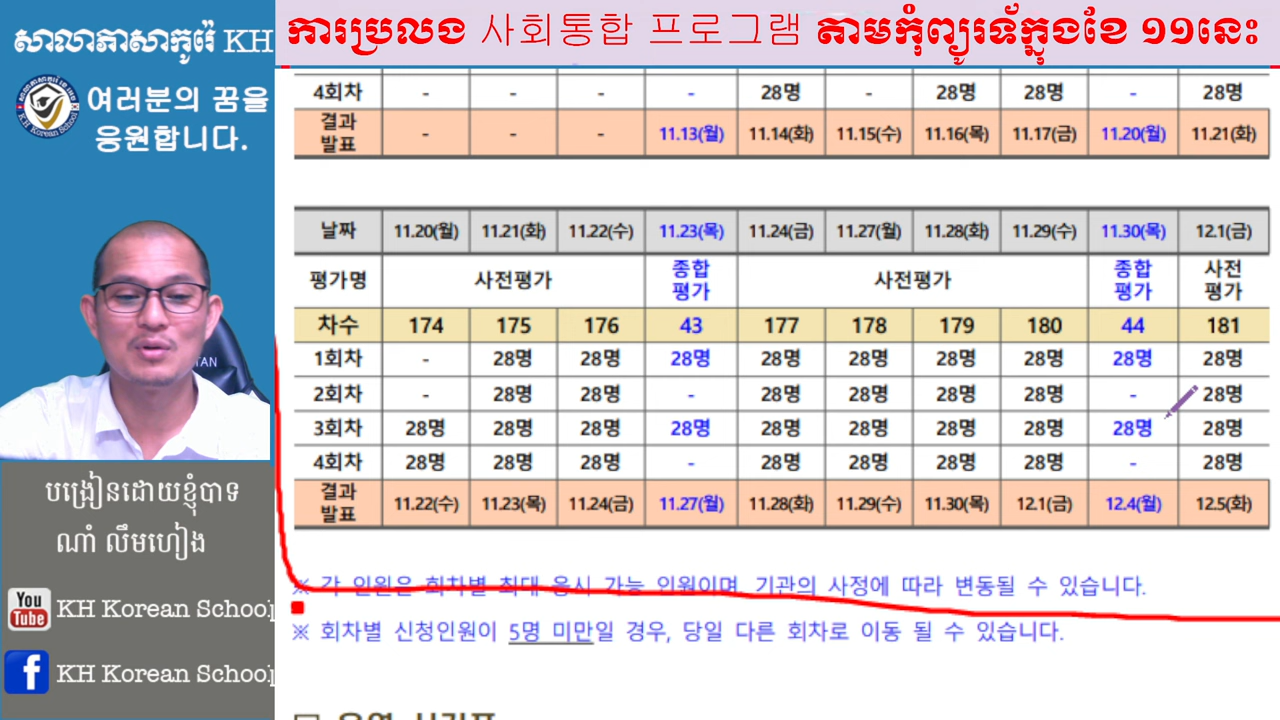 សាលាភាសាកូរ៉េ KH
ការប្រលង 사회통합 프로그램 តាមកុំព្យូរទ័ក្នុងខែ ១១នេះ
여러분의 꿈을
응원합니다.
4회차 - - - - 28명 - 28명 28명 - 28명
결과 발표 - - - 11.13(월) 11.14(화) 11.15(수) 11.16(목) 11.17(금) 11.20(월) 11.21(화)
날짜 11.20(월) 11.21(화) 11.22(수) 11.23(목) 11.24(금) 11.27(월) 11.28(화) 11.29(수) 11.30(목) 12.1(금)
평가명 사전평가 종합 평가 사전평가 종합 평가 사전 평가
차수 174 175 176 43 177 178 179 180 44 181
1회차 - 28명 28명 28명 28명 28명 28명 28명 28명 28명
2회차 - 28명 28명 - 28명 28명 28명 28명 - 28명
3회차 28명 28명 28명 28명 28명 28명 28명 28명 28명 28명
4회차 28명 28명 28명 - 28명 28명 28명 28명 - 28명
결과 발표 11.22(수) 11.23(목) 11.24(금) 11.27(월) 11.28(화) 11.29(수) 11.30(목) 12.1(금) 12.4(월) 12.5(화)
※ 각 인원은 회차별 최대 응시 가능 인원이며, 기관의 사정에 따라 변동될 수 있습니다.
※ 회차별 신청인원이 5명 미만일 경우, 당일 다른 회차로 이동 될 수 있습니다.
បង្រៀនដោយខ្ញុំបាទ
ណាំ លឹមហៀង
You Tube KH Korean School
f KH Korean School